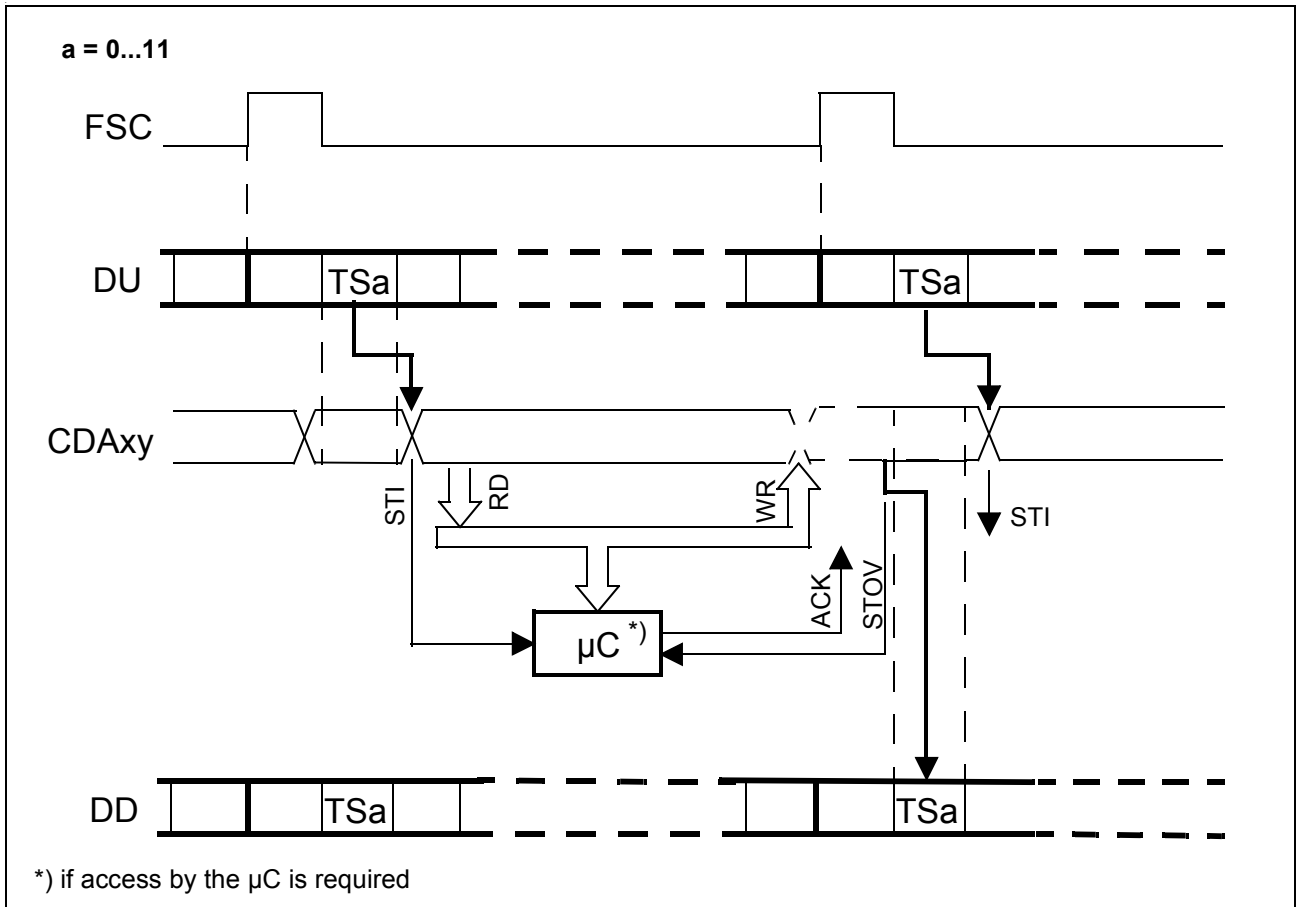 a = 0...11
FSC
DU
TSa
TSa
CDAxy
STI
RD
WR
STI
ACK
STOV
µC *)
DD
TSa
TSa
*) if access by the µC is required